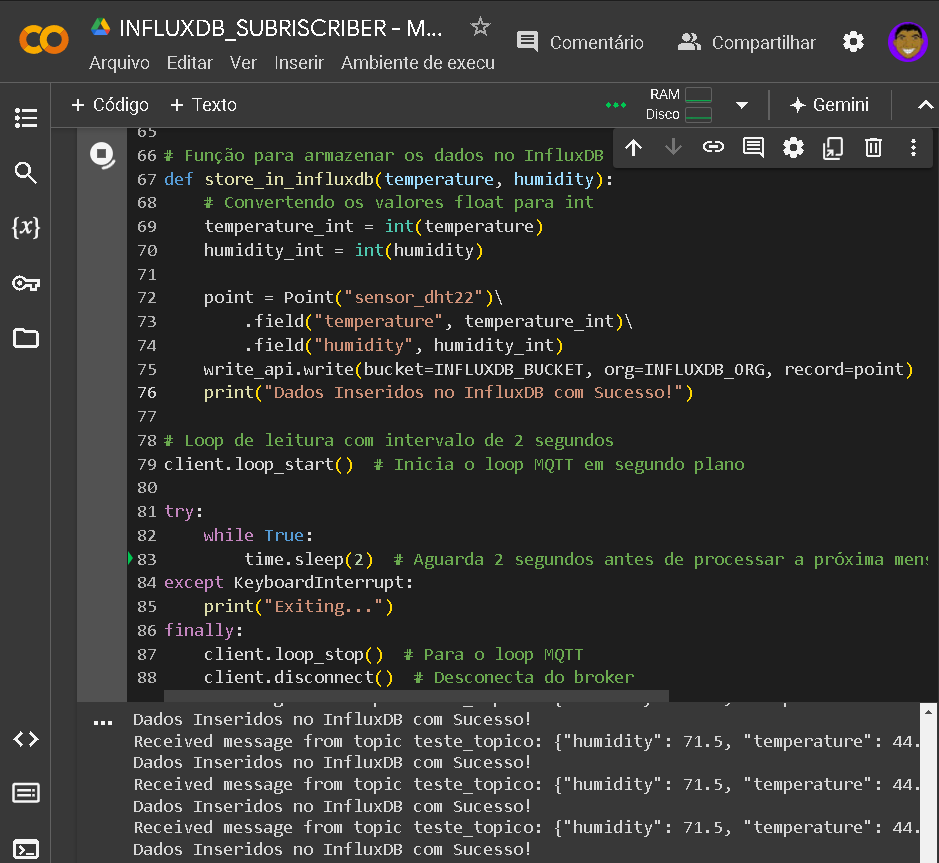 INFLUXDB_SUBRISCRIBER - M...
Comentário
Compartilhar
Arquivo Editar Ver Inserir Ambiente de execu
+ Código + Texto
RAM
Disco
Gemini
65
66 # Função para armazenar os dados no InfluxDB
67 def store_in_influxdb(temperature, humidity):
68     # Convertendo os valores float para int
69     temperature_int = int(temperature)
70     humidity_int = int(humidity)
71
72     point = Point("sensor_dht22")\
73         .field("temperature", temperature_int)\
74         .field("humidity", humidity_int)
75     write_api.write(bucket=INFLUXDB_BUCKET, org=INFLUXDB_ORG, record=point)
76     print("Dados Inseridos no InfluxDB com Sucesso!")
77
78 # Loop de leitura com intervalo de 2 segundos
79 client.loop_start()  # Inicia o loop MQTT em segundo plano
80
81 try:
82     while True:
83         time.sleep(2)  # Aguarda 2 segundos antes de processar a próxima mens
84 except KeyboardInterrupt:
85     print("Exiting...")
86 finally:
87     client.loop_stop()  # Para o loop MQTT
88     client.disconnect()  # Desconecta do broker
Dados Inseridos no InfluxDB com Sucesso!
Received message from topic teste_topico: {"humidity": 71.5, "temperature": 44.
Dados Inseridos no InfluxDB com Sucesso!
Received message from topic teste_topico: {"humidity": 71.5, "temperature": 44.
Dados Inseridos no InfluxDB com Sucesso!
Received message from topic teste_topico: {"humidity": 71.5, "temperature": 44.
Dados Inseridos no InfluxDB com Sucesso!